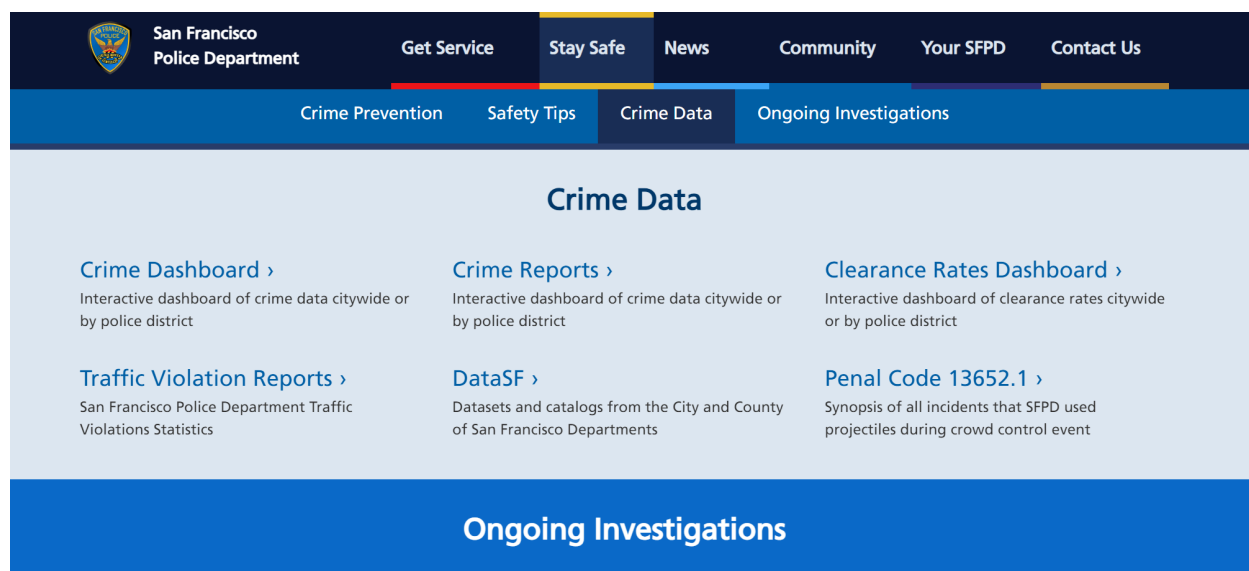 San Francisco
Police Department
Get Service
Stay Safe
News
Community
Your SFPD
Contact Us
Crime Prevention
Safety Tips
Crime Data
Ongoing Investigations
Crime Data
Crime Dashboard ›
Interactive dashboard of crime data citywide or
by police district
Crime Reports ›
Interactive dashboard of crime data citywide or
by police district
Clearance Rates Dashboard ›
Interactive dashboard of clearance rates citywide
or by police district
Traffic Violation Reports ›
San Francisco Police Department Traffic
Violations Statistics
DataSF ›
Datasets and catalogs from the City and County
of San Francisco Departments
Penal Code 13652.1 ›
Synopsis of all incidents that SFPD used
projectiles during crowd control event
Ongoing Investigations